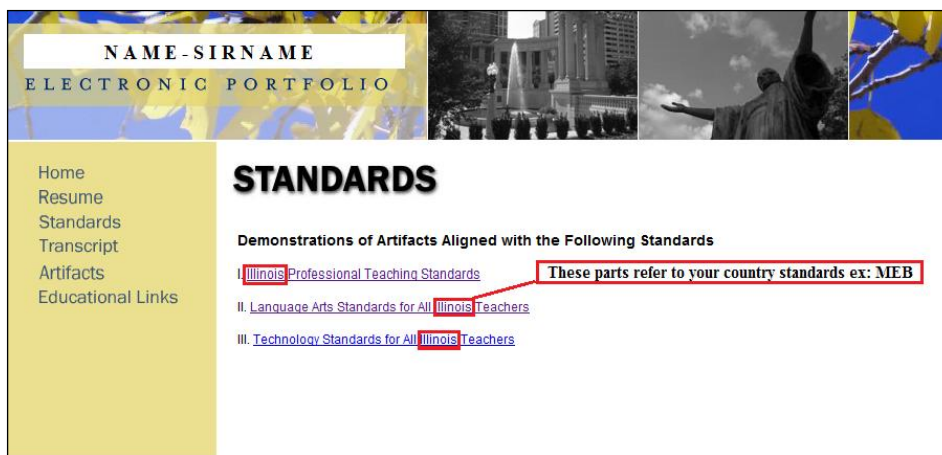 NAME-SIRNAME
ELECTRONIC PORTFOLIO
Home
Resume
Standards
Transcript
Artifacts
Educational Links
STANDARDS
Demonstrations of Artifacts Aligned with the Following Standards
I. Illinois Professional Teaching Standards
These parts refer to your country standards ex: MEB
II. Language Arts Standards for All Illinois Teachers
III. Technology Standards for All Illinois Teachers